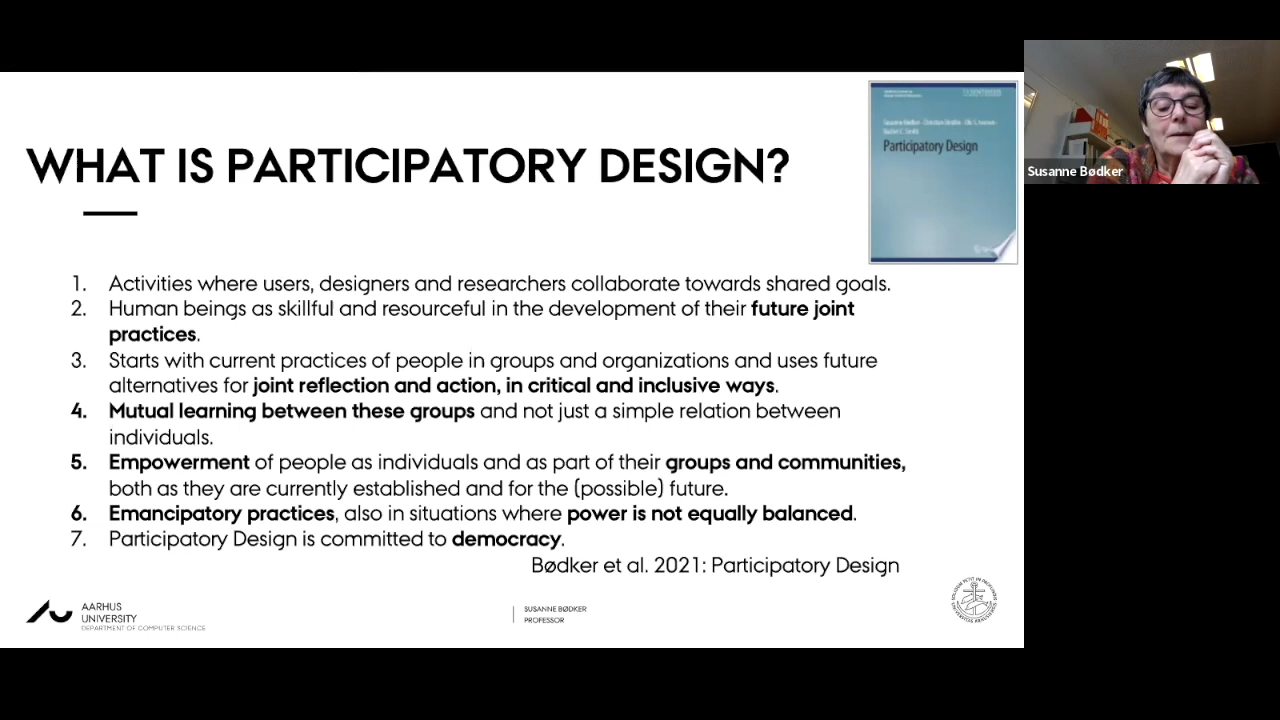 WHAT IS PARTICIPATORY DESIGN?
Participatory Design
Susanne Bødker
1. Activities where users, designers and researchers collaborate towards shared goals.
2. Human beings as skillful and resourceful in the development of their future joint
practices.
3. Starts with current practices of people in groups and organizations and uses future
alternatives for joint reflection and action, in critical and inclusive ways.
4. Mutual learning between these groups and not just a simple relation between
individuals.
5. Empowerment of people as individuals and as part of their groups and communities,
both as they are currently established and for the (possible) future.
6. Emancipatory practices, also in situations where power is not equally balanced.
7. Participatory Design is committed to democracy.
Bødker et al. 2021: Participatory Design
AARHUS
UNIVERSITY
DEPARTMENT OF COMPUTER SCIENCE
SUSANNE BØDKER
PROFESSOR